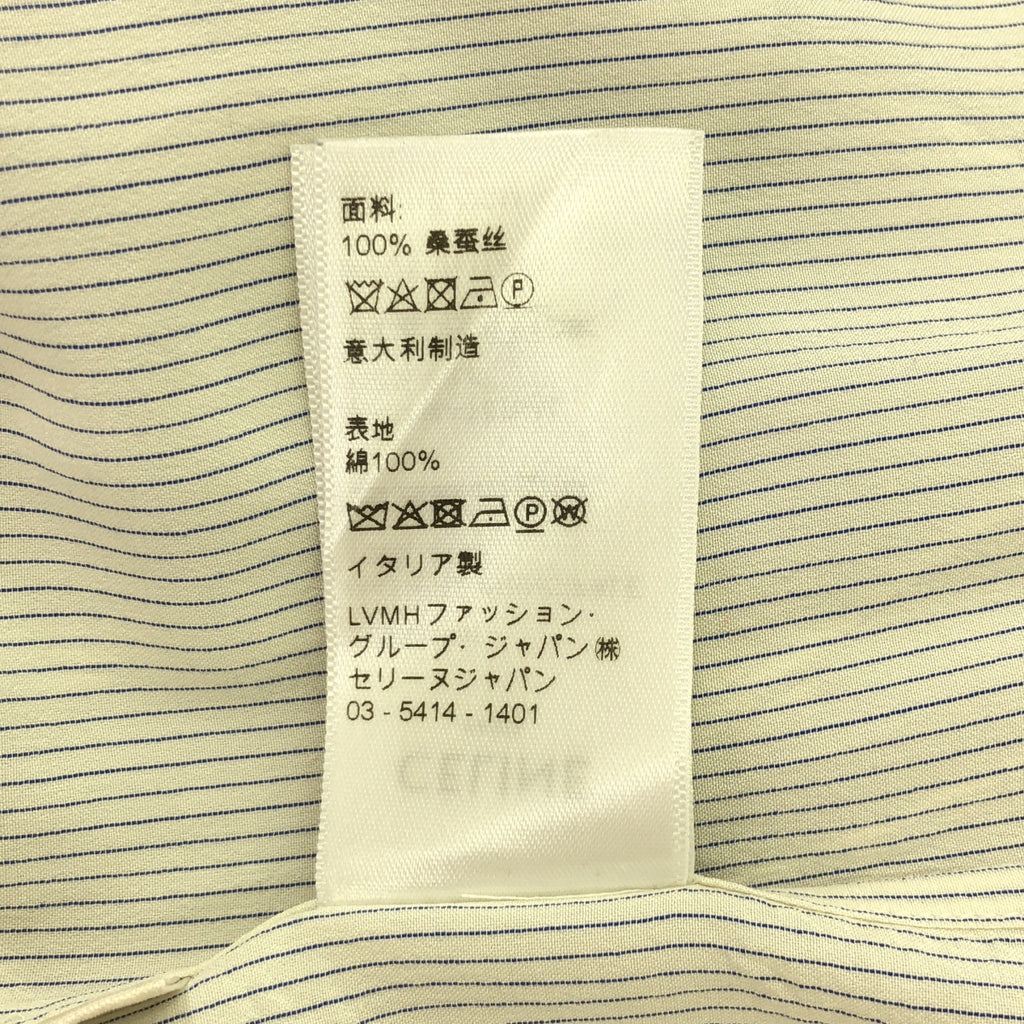 面料:
100% 桑蚕丝
P
意大利制造
表地
綿100%
P W
イタリア製
LVMHファッション·
グループ· ジャパン㈱
セリーヌジャパン
03 - 5414 - 1401
CELINE